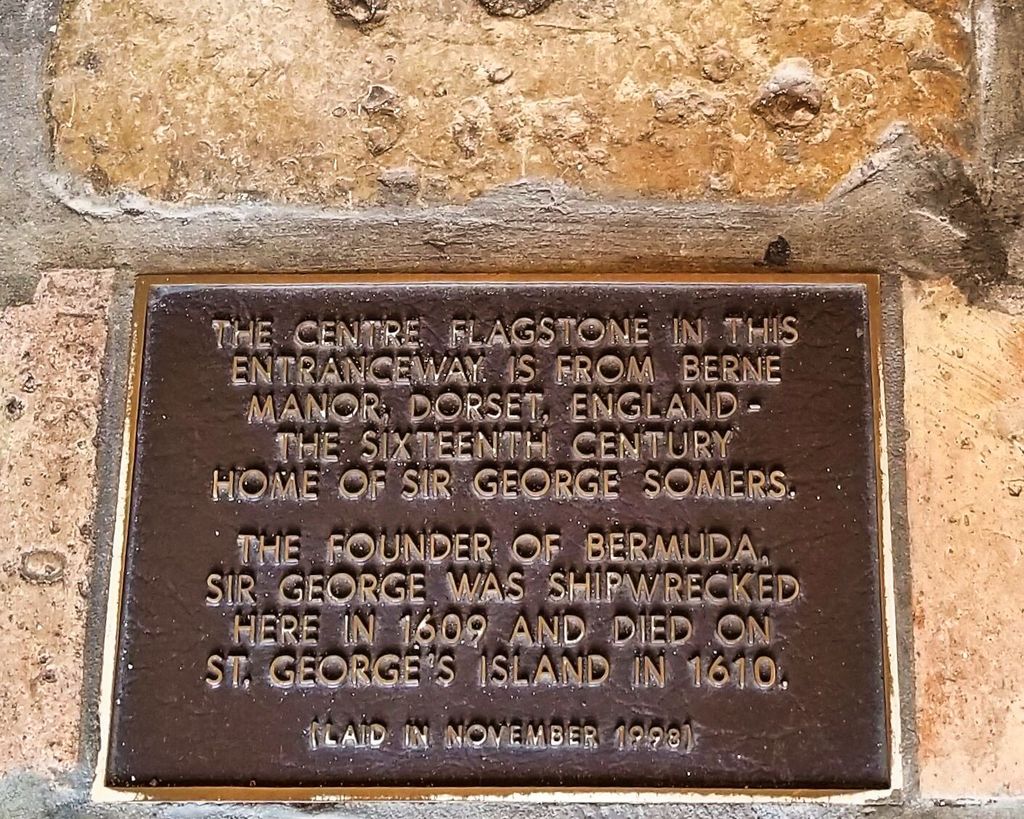 THE CENTRE FLAGSTONE IN THIS
ENTRANCEWAY IS FROM BERNE
MANOR, DORSET, ENGLAND -
THE SIXTEENTH CENTURY
HOME OF SIR GEORGE SOMERS.
THE FOUNDER OF BERMUDA,
SIR GEORGE WAS SHIPWRECKED
HERE IN 1609 AND DIED ON
ST. GEORGE'S ISLAND IN 1610.
(LAID IN NOVEMBER 1998)